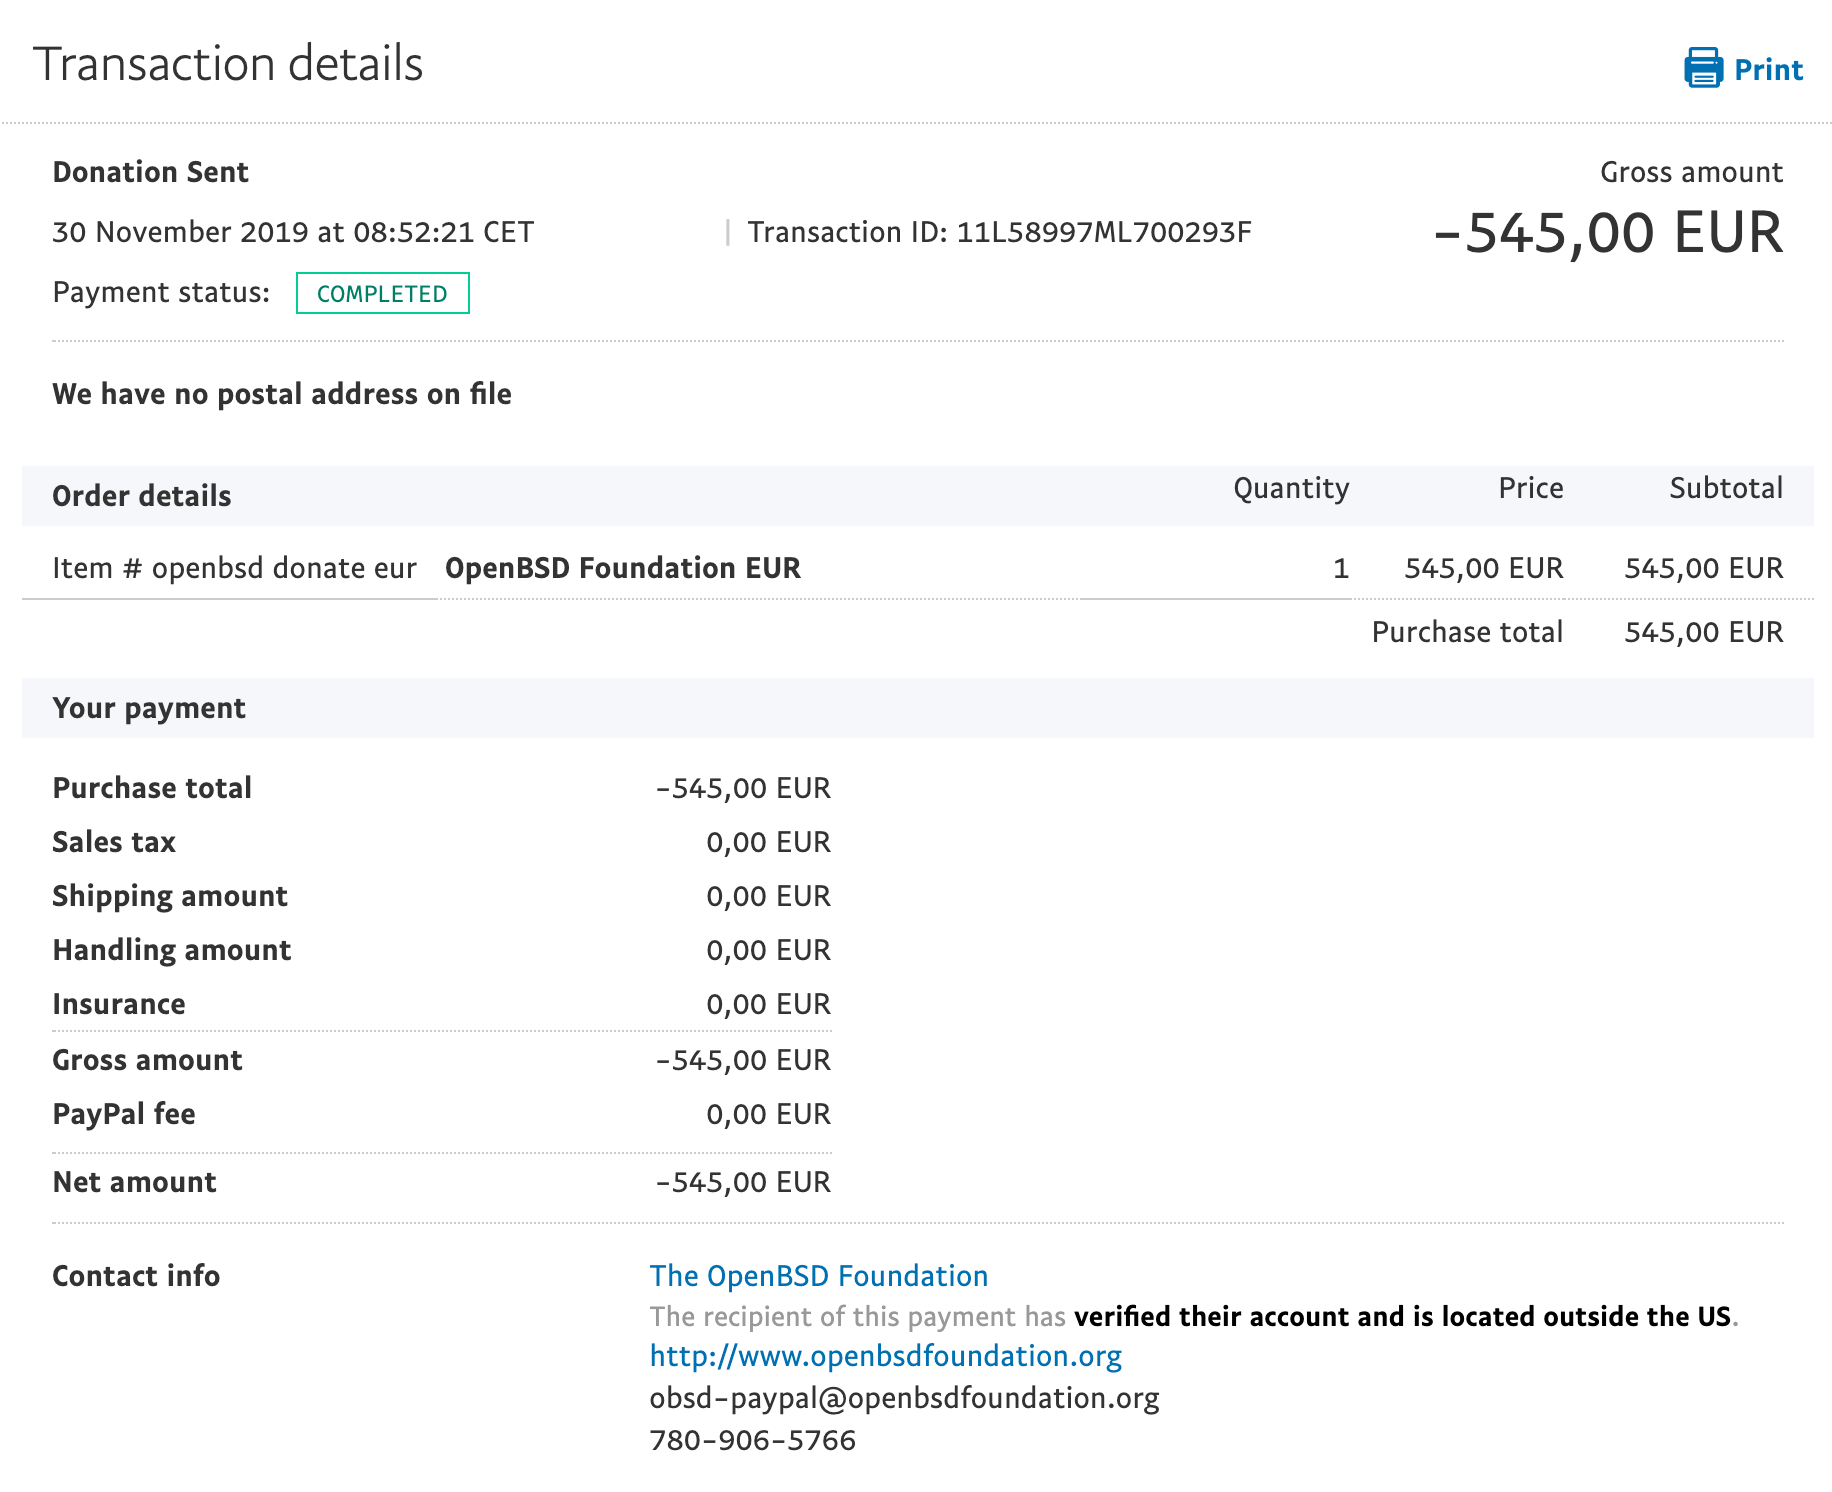 Transaction details
Print
Donation Sent
Gross amount
30 November 2019 at 08:52:21 CET | Transaction ID: 11L58997ML700293F
-545,00 EUR
Payment status: COMPLETED
We have no postal address on file
Order details Quantity Price Subtotal
Item # openbsd donate eur OpenBSD Foundation EUR 1 545,00 EUR 545,00 EUR
Purchase total 545,00 EUR
Your payment
Purchase total -545,00 EUR
Sales tax 0,00 EUR
Shipping amount 0,00 EUR
Handling amount 0,00 EUR
Insurance 0,00 EUR
Gross amount -545,00 EUR
PayPal fee 0,00 EUR
Net amount -545,00 EUR
Contact info The OpenBSD Foundation
The recipient of this payment has verified their account and is located outside the US.
http://www.openbsdfoundation.org
obsd-paypal@openbsdfoundation.org
780-906-5766